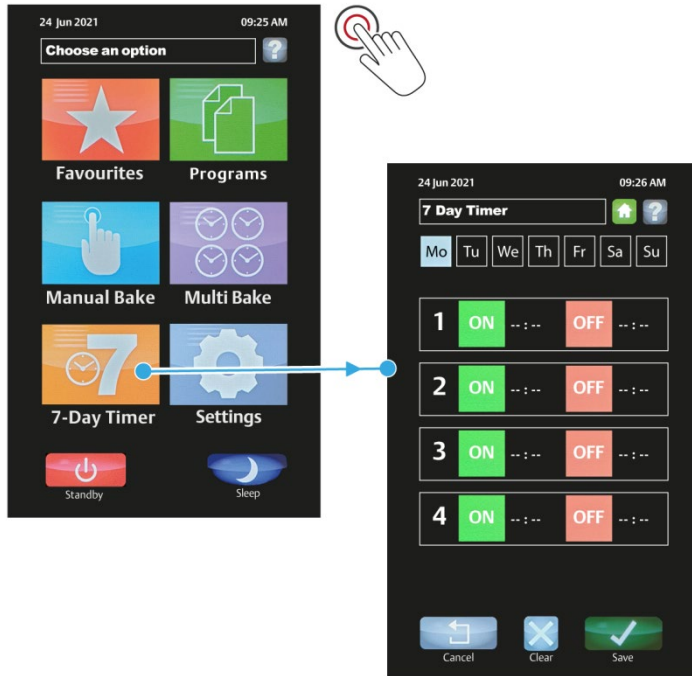 24 Jun 2021 09:25 AM
Choose an option ?
Favourites Programs
Manual Bake Multi Bake
7
7-Day Timer Settings
Standby Sleep
24 Jun 2021 09:26 AM
7 Day Timer ?
Mo Tu We Th Fr Sa Su
1 ON --:-- OFF --:--
2 ON --:-- OFF --:--
3 ON --:-- OFF --:--
4 ON --:-- OFF --:--
Cancel Clear Save